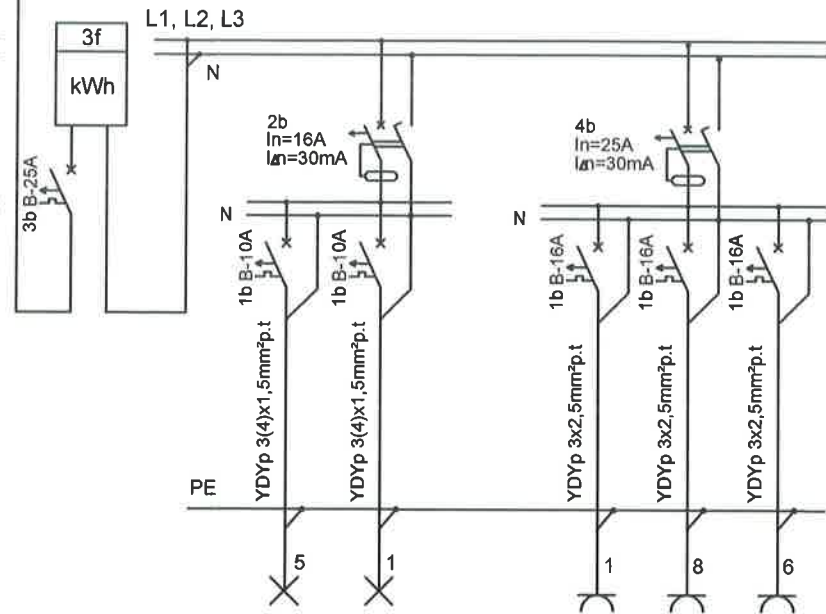 L1, L2, L3
3f
kWh
N
3b B-25A
2b
In=16A
IΔn=30mA
4b
In=25A
IΔn=30mA
N
N
1b B-10A
1b B-10A
1b B-16A
1b B-16A
1b B-16A
YDYp 3(4)x1,5mm²p.t
YDYp 3(4)x1,5mm²p.t
YDYp 3x2,5mm²p.t
YDYp 3x2,5mm²p.t
YDYp 3x2,5mm²p.t
PE
5
1
1
8
6